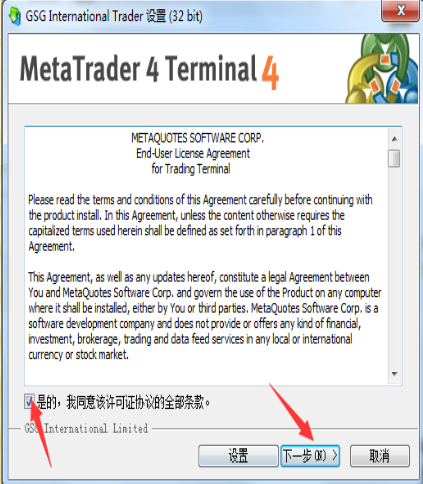 GSG International Trader 设置 (32 bit)
MetaTrader 4 Terminal 4
METAQUOTES SOFTWARE CORP.
End-User License Agreement
for Trading Terminal
Please read the terms and conditions of this Agreement carefully before continuing with
the product install. In this Agreement, unless the content otherwise requires the
capitalized terms used herein shall be defined as set forth in paragraph 1 of this
Agreement.
This Agreement, as well as any updates hereof, constitute a legal Agreement between
You and MetaQuotes Software Corp. and govern the use of the Product on any computer
where it shall be installed, either by You or third parties. MetaQuotes Software Corp. is a
software development company and does not provide or offers any kind of financial,
investment, brokerage, trading and data feed services in any local or international
currency or stock market.
是的，我同意该许可证协议的全部条款。
GSG International Limited
设置
下一步(N) >
取消